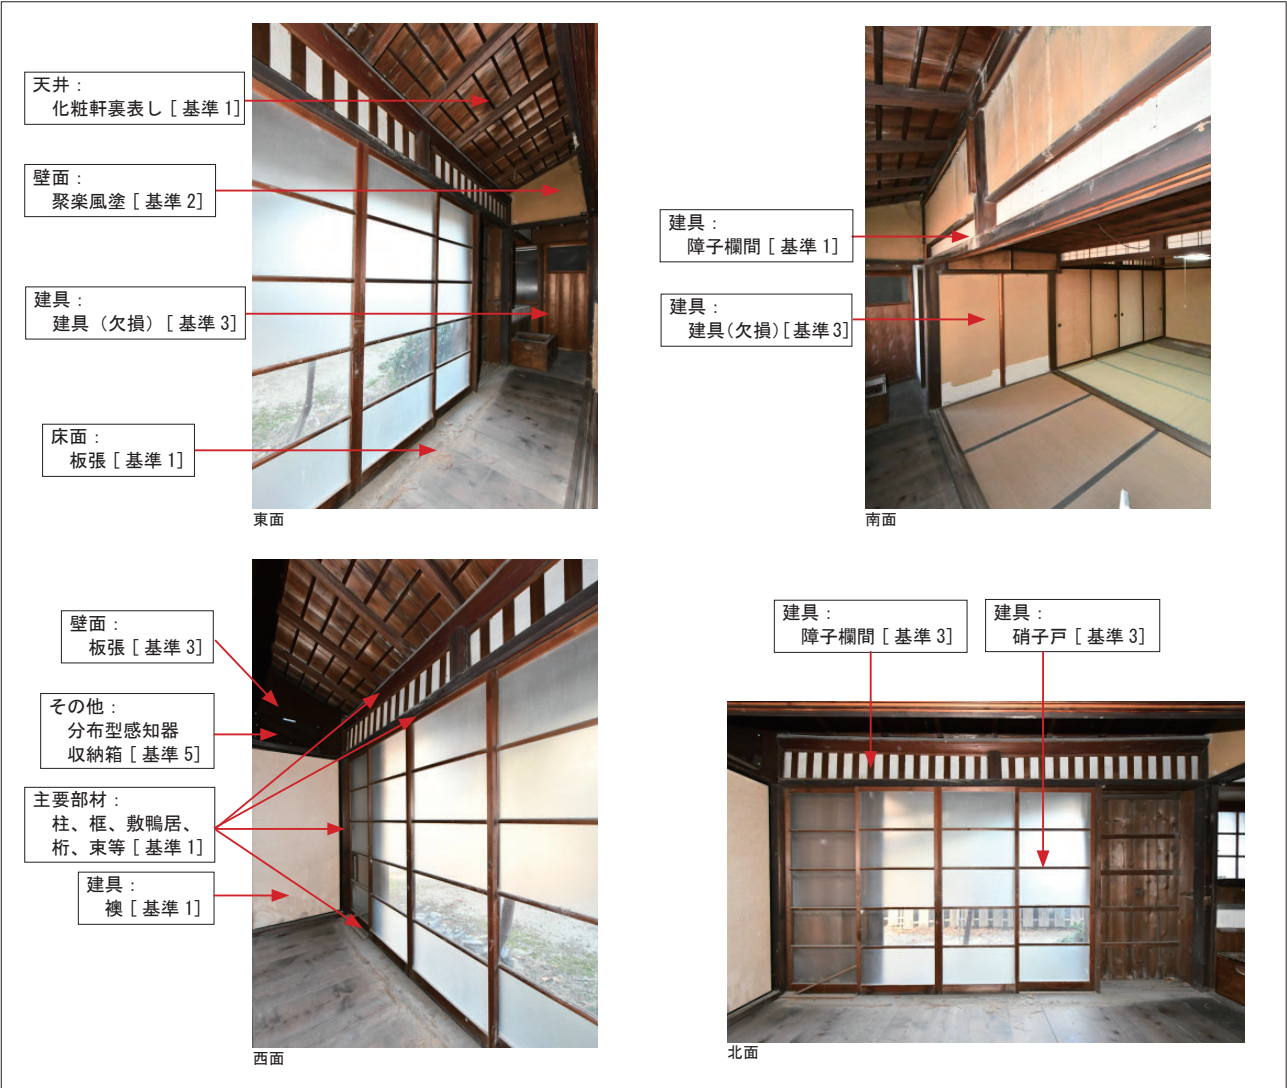 天井：
化粧軒裏表し [ 基準 1]
壁面：
聚楽風塗 [ 基準 2]
建具：
建具（欠損）[ 基準 3]
床面：
板張 [ 基準 1]
東面
建具：
障子欄間 [ 基準 1]
建具：
建具(欠損)[基準3]
南面
壁面：
板張 [ 基準 3]
その他：
分布型感知器
収納箱 [ 基準 5]
主要部材：
柱、框、敷鴨居、
桁、束等 [ 基準 1]
建具：
襖 [ 基準 1]
西面
建具：
障子欄間 [ 基準 3]
建具：
硝子戸 [ 基準 3]
北面